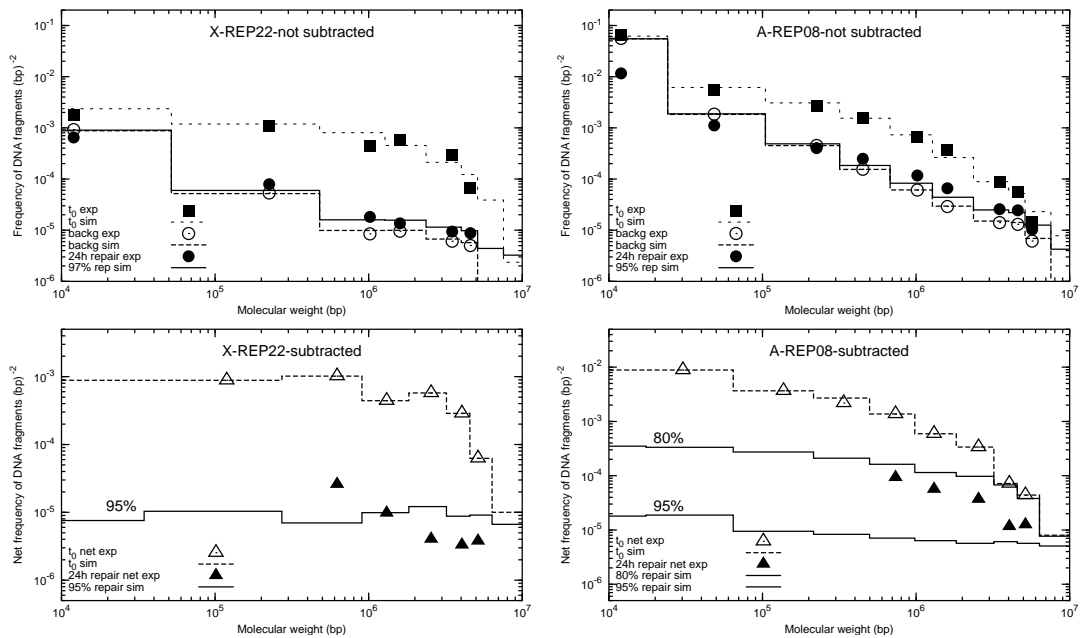 X-REP22-not subtracted
Frequency of DNA fragments (bp) -2
10-1
10-2
10-3
10-4
10-5
10-6
t0 exp
t0 sim
backg exp
backg sim
24h repair exp
97% rep sim
104 105 106 107
Molecular weight (bp)
A-REP08-not subtracted
Frequency of DNA fragments (bp) -2
10-1
10-2
10-3
10-4
10-5
10-6
t0 exp
t0 sim
backg exp
backg sim
24h repair exp
95% rep sim
104 105 106 107
Molecular weight (bp)
X-REP22-subtracted
Net frequency of DNA fragments (bp) -2
10-3
10-4
10-5
10-6
95%
t0 net exp
t0 sim
24h repair net exp
95% repair sim
104 105 106 107
Molecular weight (bp)
A-REP08-subtracted
Net frequency of DNA fragments (bp) -2
10-2
10-3
10-4
10-5
10-6
80%
95%
t0 net exp
t0 sim
24h repair net exp
80% repair sim
95% repair sim
104 105 106 107
Molecular weight (bp)